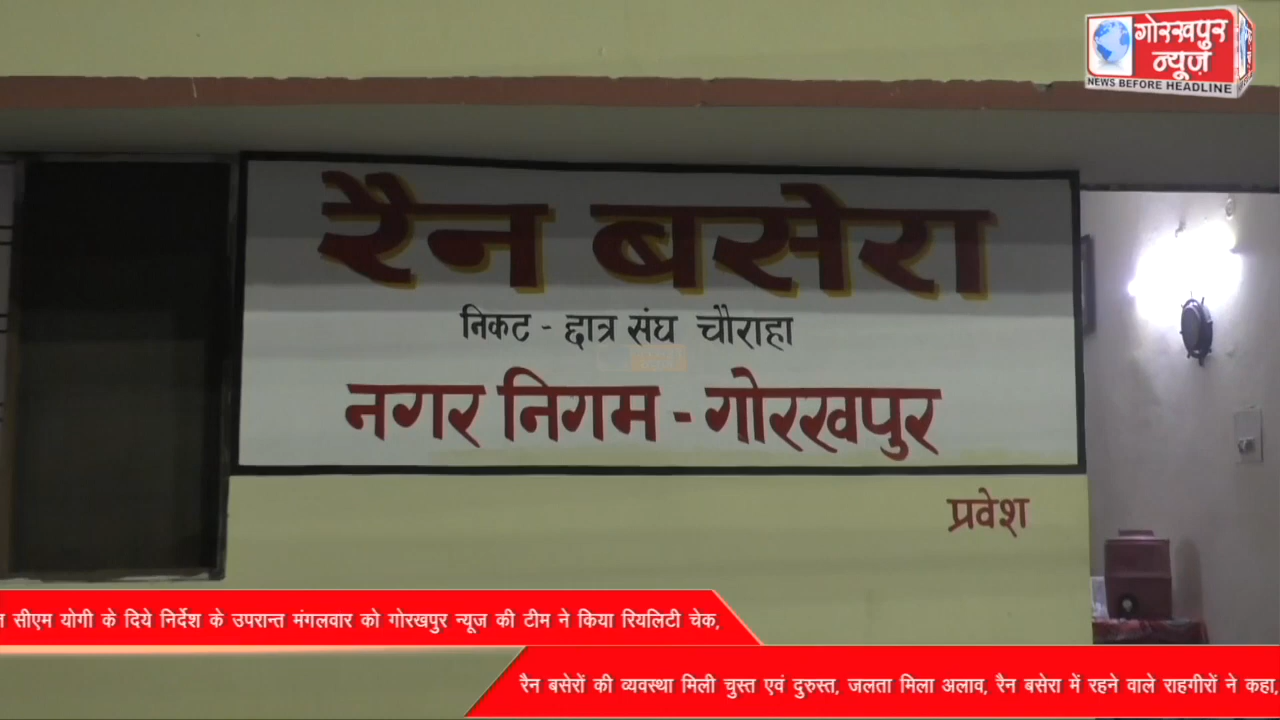 गोरखपुर
न्यूज़
NEWS BEFORE HEADLINE
रैन बसेरा
निकट - छात्र संघ चौराहा
नगर निगम - गोरखपुर
प्रवेश
सीएम योगी के दिये निर्देश के उपरान्त मंगलवार को गोरखपुर न्यूज की टीम ने किया रियलिटी चेक,
रैन बसेरों की व्यवस्था मिली चुस्त एवं दुरुस्त, जलता मिला अलाव, रैन बसेरा में रहने वाले राहगीरों ने कहा,